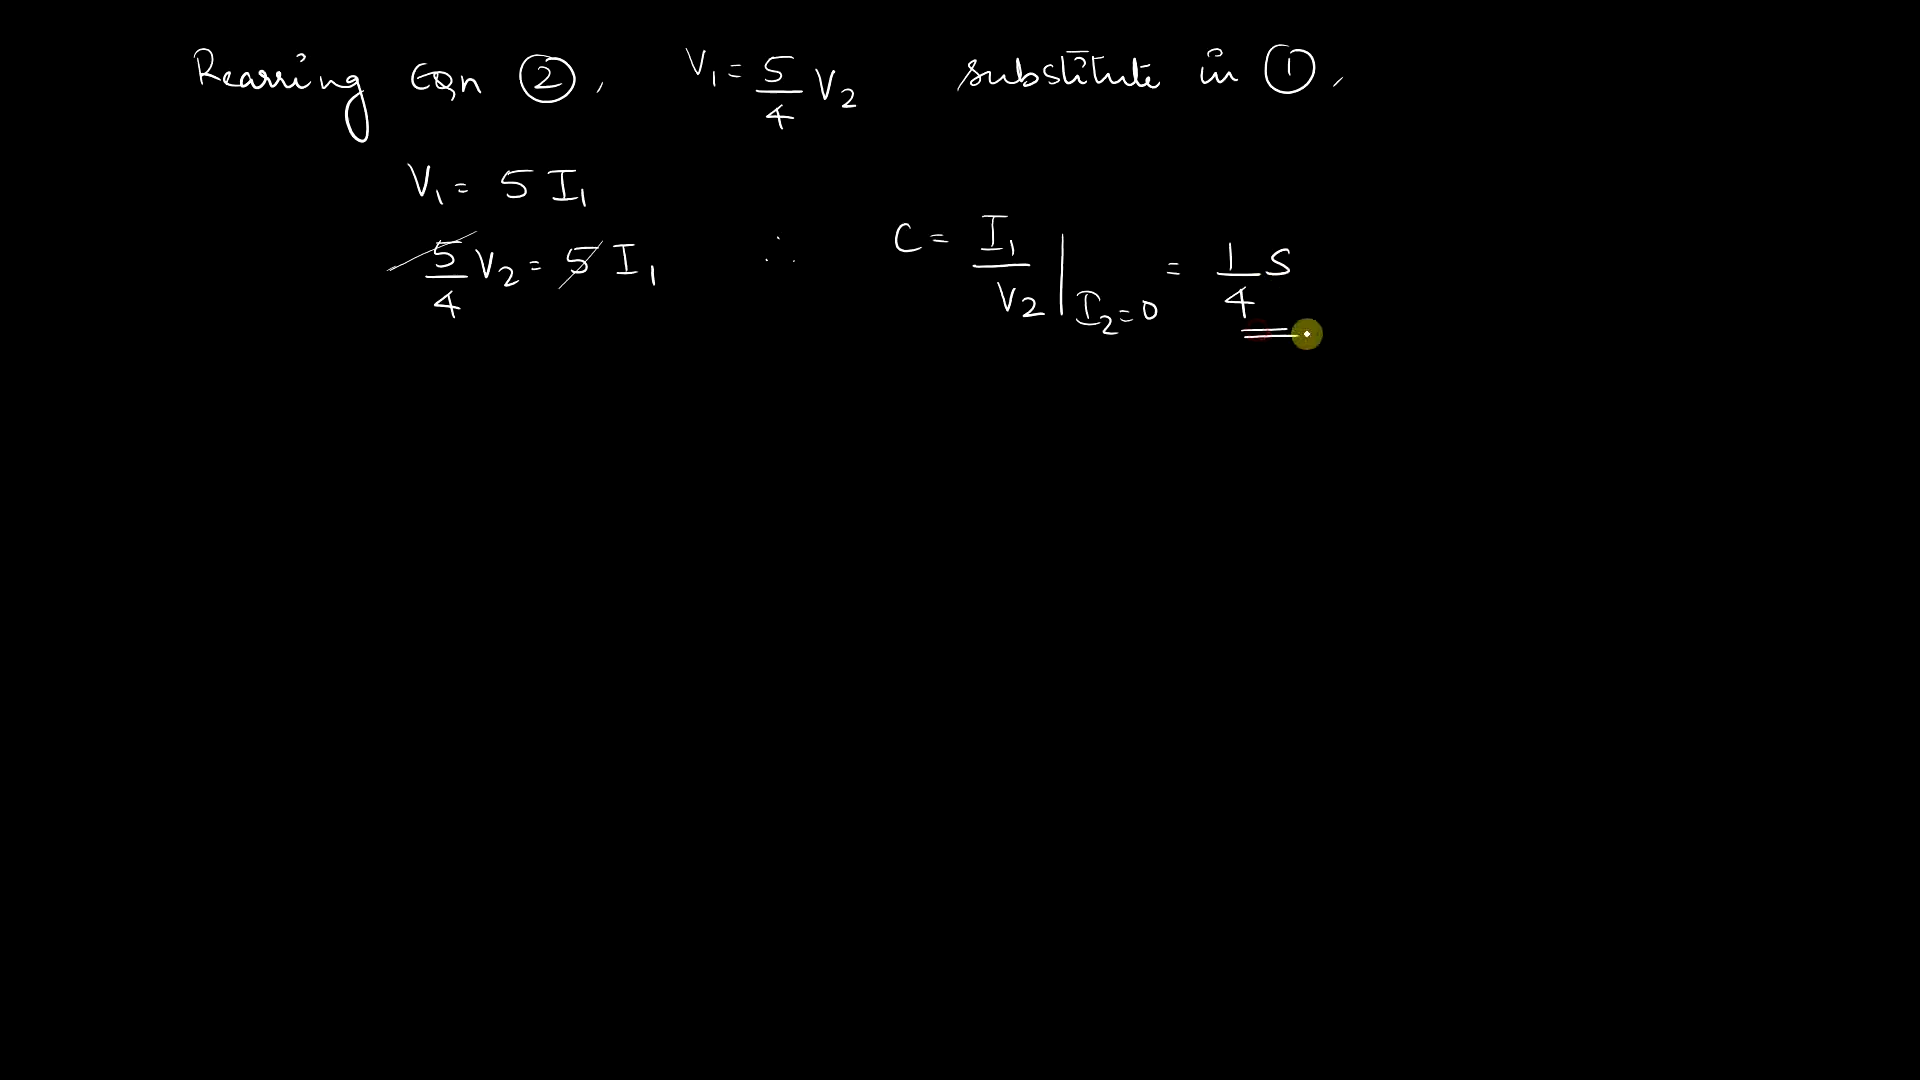 Rearring Eqn ②, V₁ = 5/4 V₂ substitute in ①,
V₁ = 5 I₁
5/4 V₂ = 5 I₁ ∴ C = I₁/V₂ | I₂=0 = 1/4 S